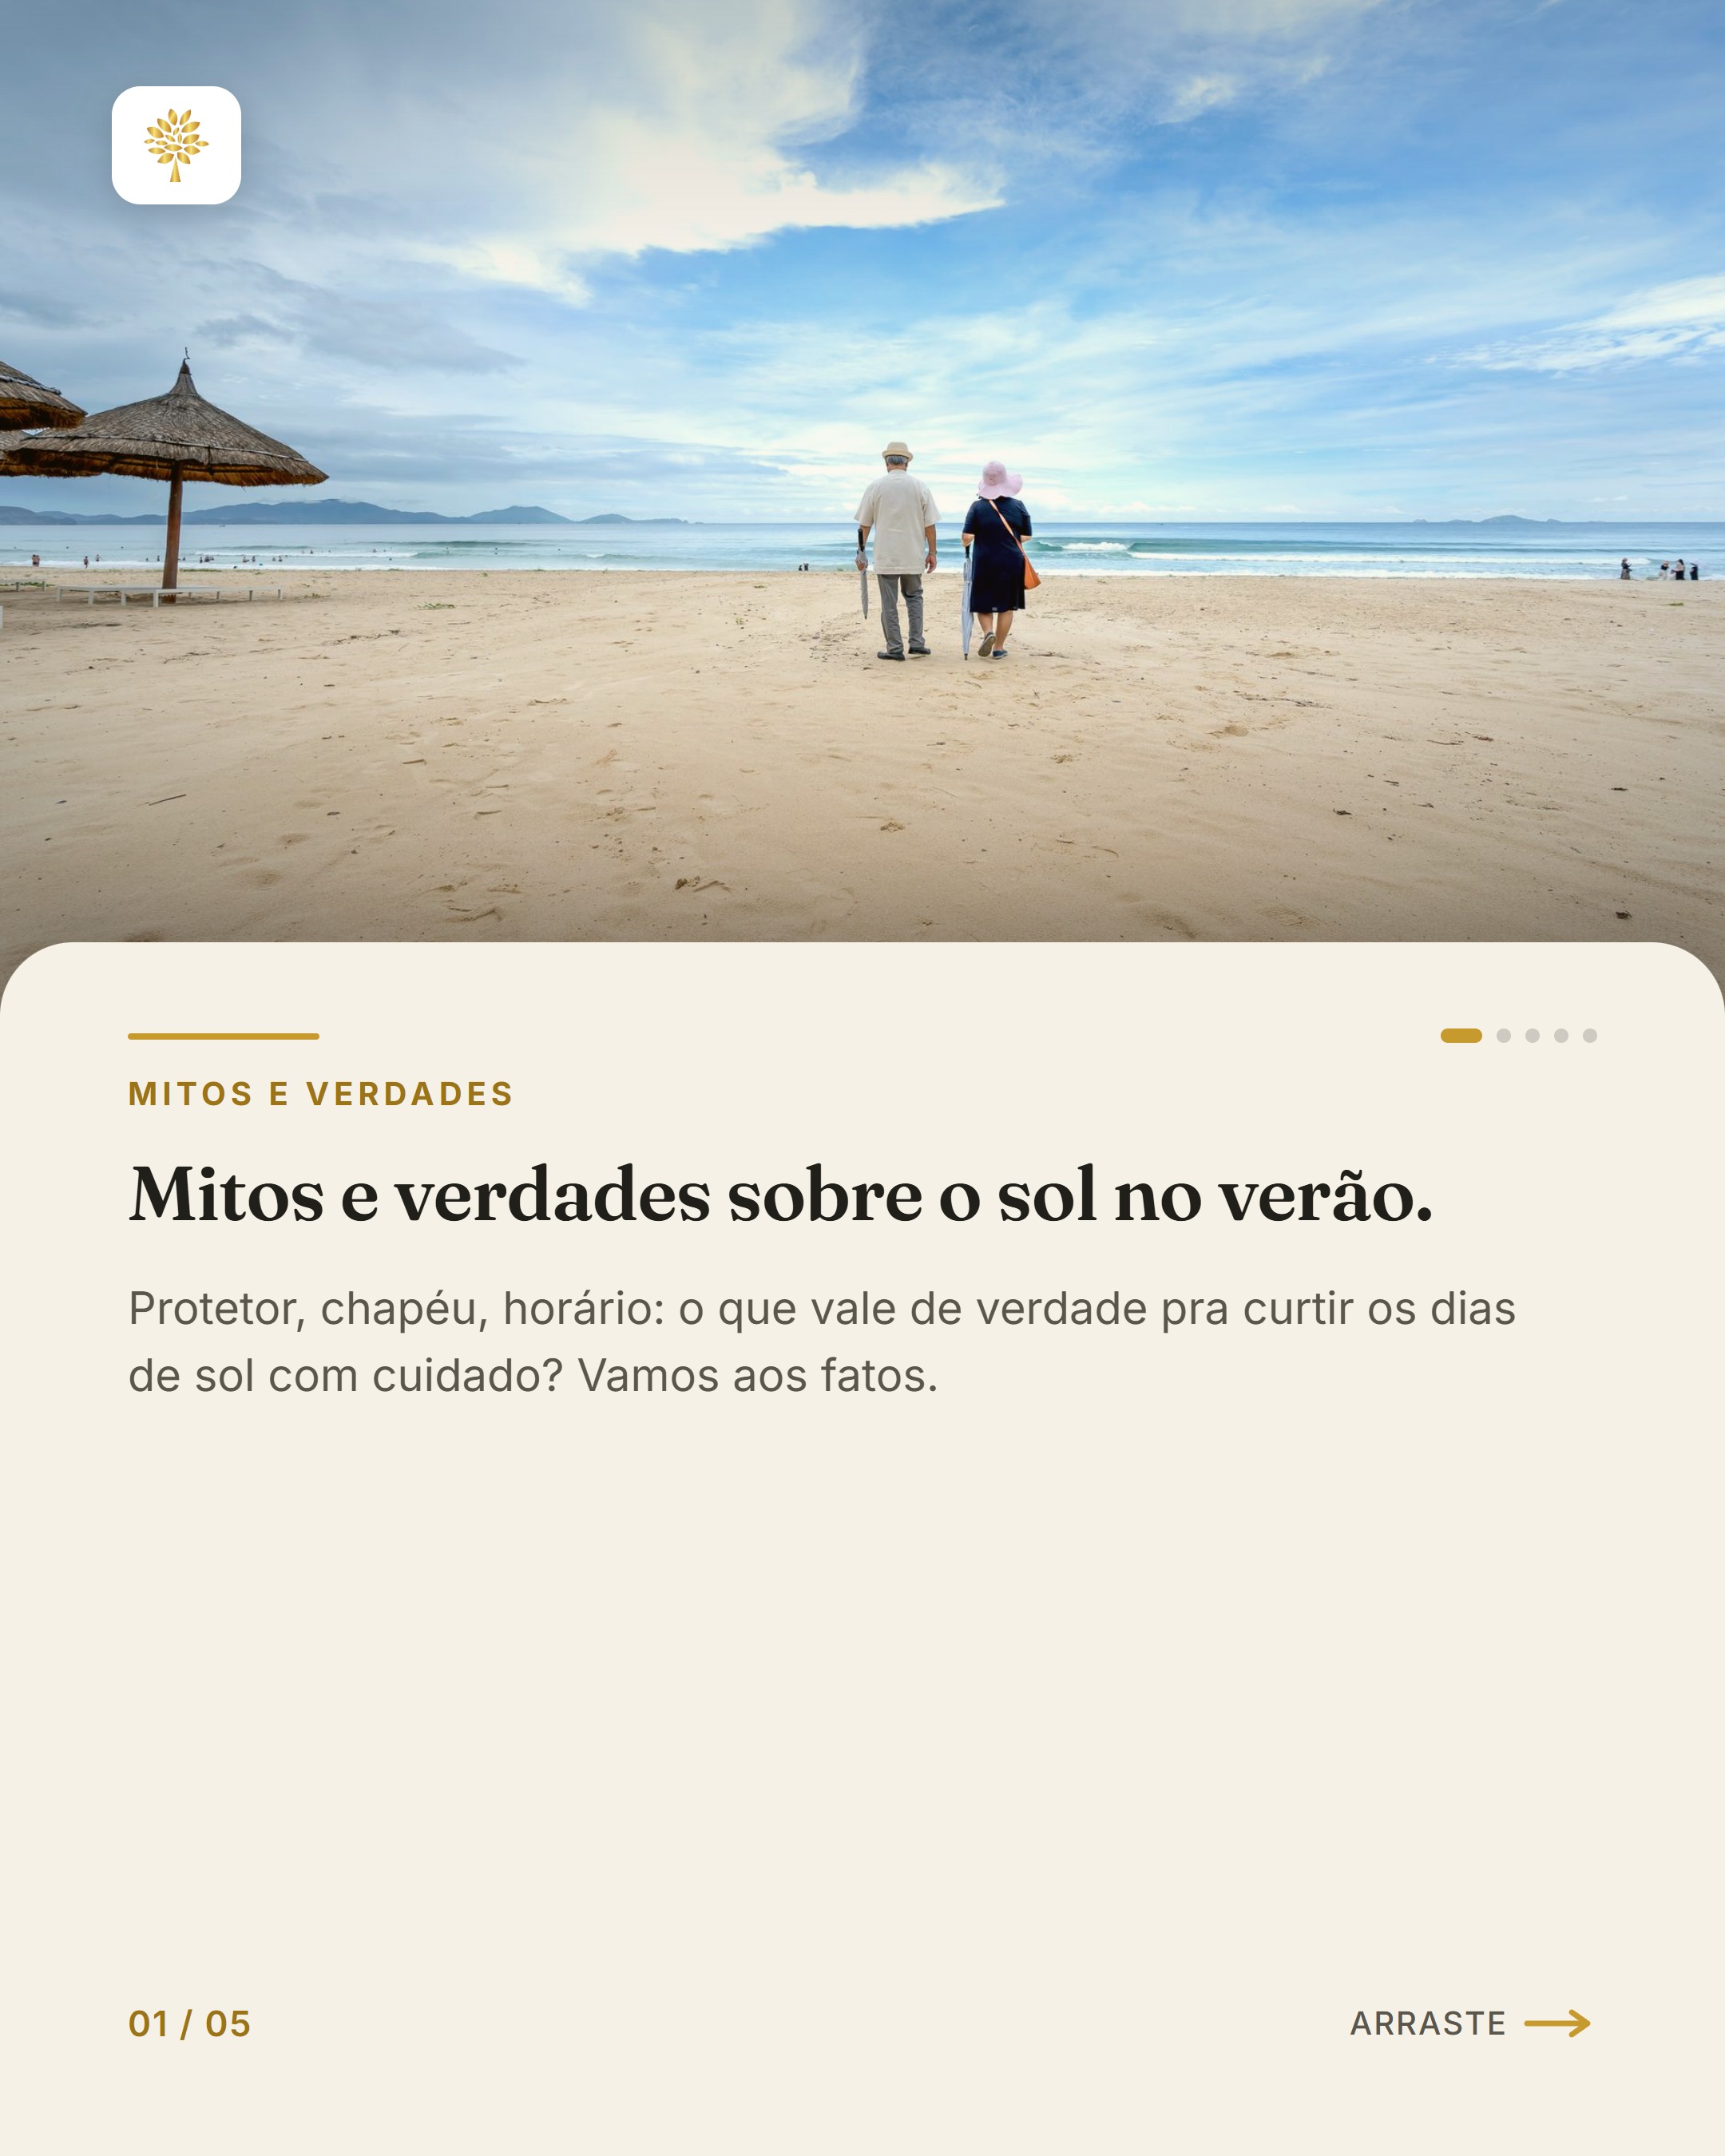 MITOS E VERDADES
Mitos e verdades sobre o sol no verão.
Protetor, chapéu, horário: o que vale de verdade pra curtir os dias
de sol com cuidado? Vamos aos fatos.
01 / 05
ARRASTE